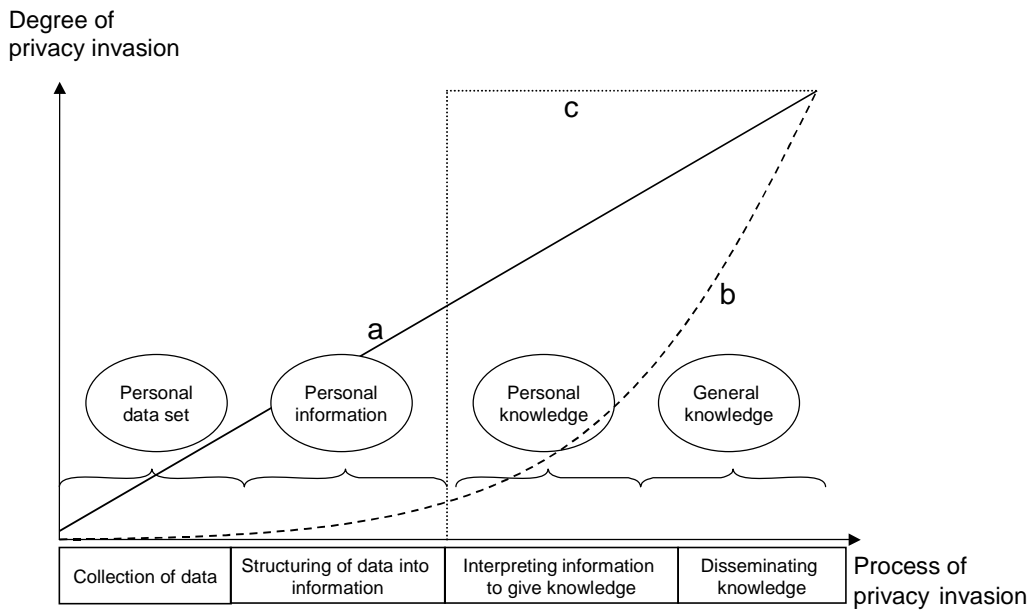 Degree of
privacy invasion
c
b
a
Personal
data set
Personal
information
Personal
knowledge
General
knowledge
Collection of data
Structuring of data into
information
Interpreting information
to give knowledge
Disseminating
knowledge
Process of
privacy invasion